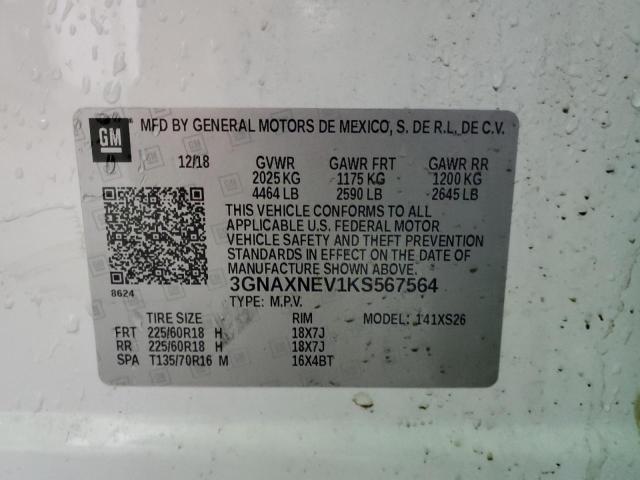 GM MFD BY GENERAL MOTORS DE MEXICO, S. DE R.L. DE C.V.
12/18 GVWR GAWR FRT GAWR RR
2025 KG 1175 KG 1200 KG
4464 LB 2590 LB 2645 LB
THIS VEHICLE CONFORMS TO ALL
APPLICABLE U.S. FEDERAL MOTOR
VEHICLE SAFETY AND THEFT PREVENTION
STANDARDS IN EFFECT ON THE DATE OF
MANUFACTURE SHOWN ABOVE.
8624 3GNAXNEV1KS567564
TYPE: M.P.V.
TIRE SIZE RIM MODEL: 141XS26
FRT 225/60R18 H 18X7J
RR 225/60R18 H 18X7J
SPA T135/70R16 M 16X4BT